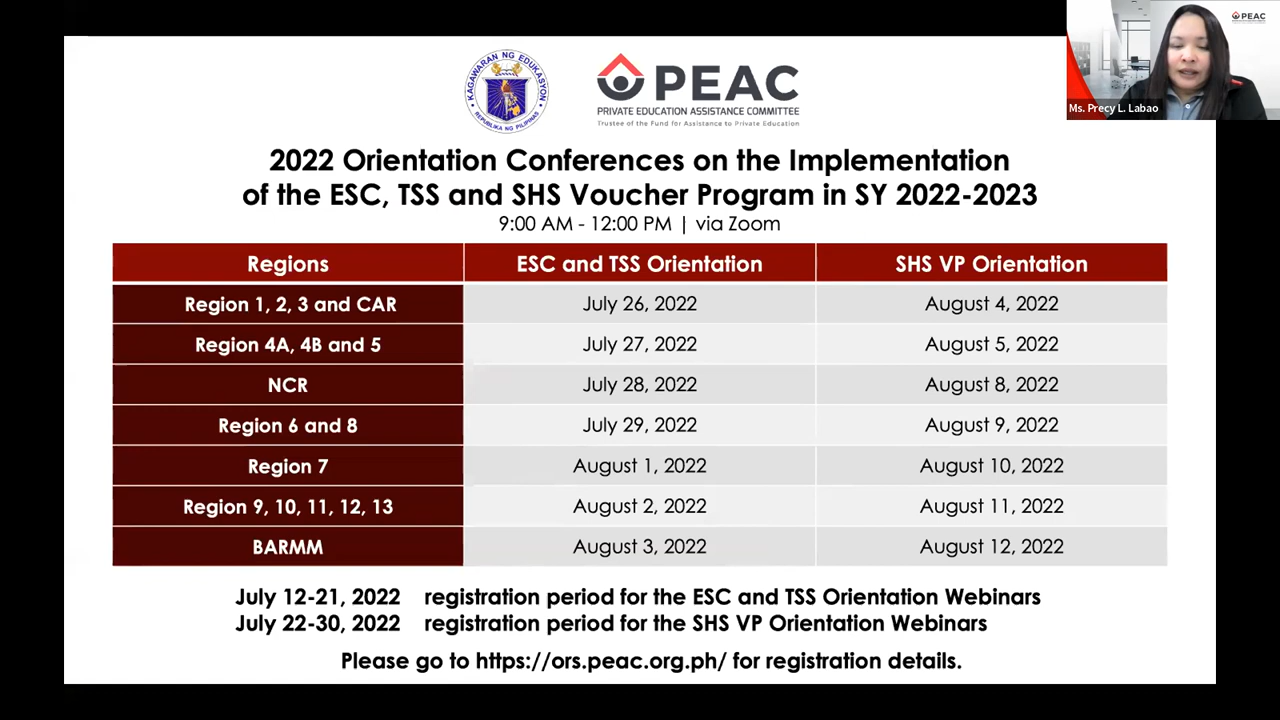 PEAC
Ms. Precy L. Labao
KAGAWARAN NG EDUKASYON
REPUBLIKA NG PILIPINAS
PEAC
PRIVATE EDUCATION ASSISTANCE COMMITTEE
Trustee of the Fund for Assistance to Private Education
2022 Orientation Conferences on the Implementation
of the ESC, TSS and SHS Voucher Program in SY 2022-2023
9:00 AM - 12:00 PM | via Zoom
Regions ESC and TSS Orientation SHS VP Orientation
Region 1, 2, 3 and CAR July 26, 2022 August 4, 2022
Region 4A, 4B and 5 July 27, 2022 August 5, 2022
NCR July 28, 2022 August 8, 2022
Region 6 and 8 July 29, 2022 August 9, 2022
Region 7 August 1, 2022 August 10, 2022
Region 9, 10, 11, 12, 13 August 2, 2022 August 11, 2022
BARMM August 3, 2022 August 12, 2022
July 12-21, 2022 registration period for the ESC and TSS Orientation Webinars
July 22-30, 2022 registration period for the SHS VP Orientation Webinars
Please go to https://ors.peac.org.ph/ for registration details.